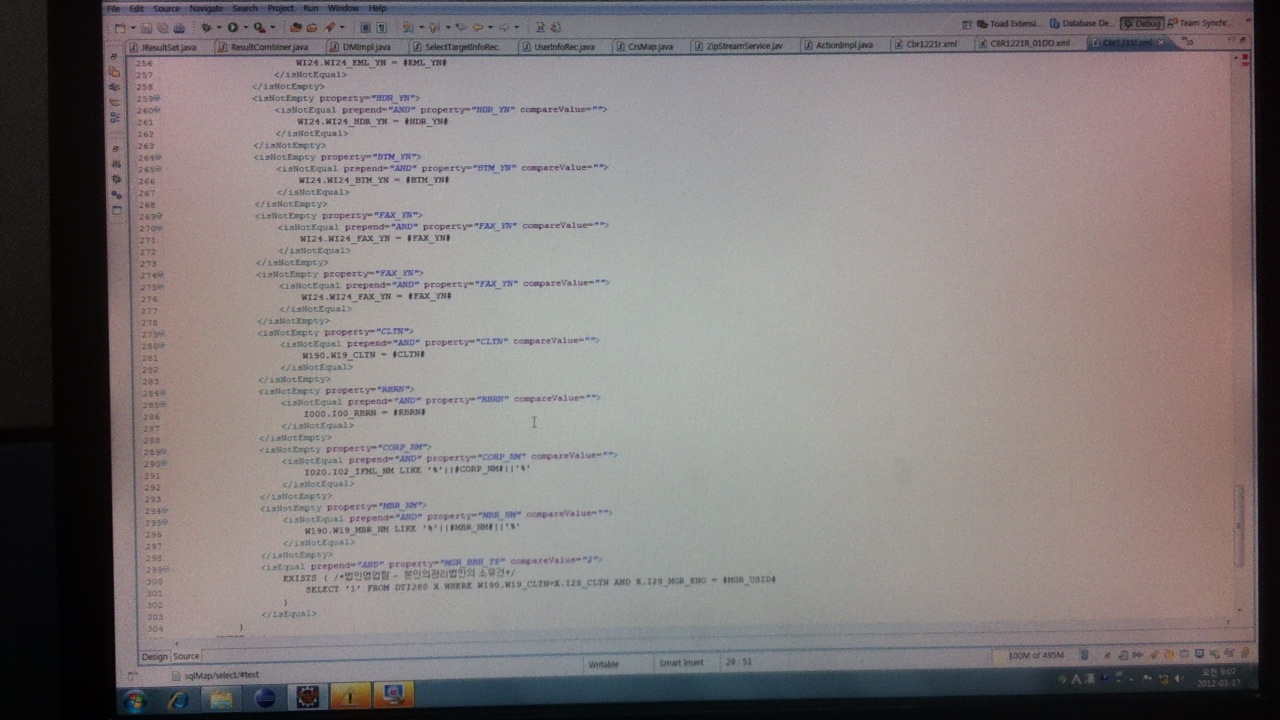 File Edit Source Navigate Search Project Run Window Help
Toad Extensi... Database De... Debug Team Synchr...
JResultSet.java ResultCombiner.java DMImpl.java SelectTargetInfoRec. UserInfoRec.java CrsMap.java ZipStreamService.jav ActionImpl.java Cbr1221r.xml CBR1221R_01DD.xml
256 WI24.WI24_EML_YN = #EML_YN#
257 </isNotEqual>
258 </isNotEmpty>
259 <isNotEmpty property="HDR_YN">
260 <isNotEqual prepend="AND" property="HDR_YN" compareValue="">
261 WI24.WI24_HDR_YN = #HDR_YN#
262 </isNotEqual>
263 </isNotEmpty>
264 <isNotEmpty property="BTM_YN">
265 <isNotEqual prepend="AND" property="BTM_YN" compareValue="">
266 WI24.WI24_BTM_YN = #BTM_YN#
267 </isNotEqual>
268 </isNotEmpty>
269 <isNotEmpty property="FAX_YN">
270 <isNotEqual prepend="AND" property="FAX_YN" compareValue="">
271 WI24.WI24_FAX_YN = #FAX_YN#
272 </isNotEqual>
273 </isNotEmpty>
274 <isNotEmpty property="FAX_YN">
275 <isNotEqual prepend="AND" property="FAX_YN" compareValue="">
276 WI24.WI24_FAX_YN = #FAX_YN#
277 </isNotEqual>
278 </isNotEmpty>
279 <isNotEmpty property="CLTN">
280 <isNotEqual prepend="AND" property="CLTN" compareValue="">
281 W190.W19_CLTN = #CLTN#
282 </isNotEqual>
283 </isNotEmpty>
284 <isNotEmpty property="RBRN">
285 <isNotEqual prepend="AND" property="RBRN" compareValue="">
286 I000.I00_RBRN = #RBRN#
287 </isNotEqual>
288 </isNotEmpty>
289 <isNotEmpty property="CORP_NM">
290 <isNotEqual prepend="AND" property="CORP_NM" compareValue="">
291 I020.I02_IFML_NM LIKE '%'||#CORP_NM#||'%'
292 </isNotEqual>
293 </isNotEmpty>
294 <isNotEmpty property="MBR_NM">
295 <isNotEqual prepend="AND" property="MBR_NM" compareValue="">
296 W190.W19_MBR_NM LIKE '%'||#MBR_NM#||'%'
297 </isNotEqual>
298 </isNotEmpty>
299 <isEqual prepend="AND" property="MGR_BRN_TP" compareValue="2">
300 EXISTS ( /*법인영업팀 - 본인의관리법인의 소유건*/
301 SELECT '1' FROM DTI280 X WHERE W190.W19_CLTN=X.I28_CLTN AND X.I28_MGR_ENG = #MGR_USID#
302 )
303 </isEqual>
304 )
Design Source
Writable Smart Insert 29 : 51 100M of 495M
sqlMap/select/#text
오전 9:07